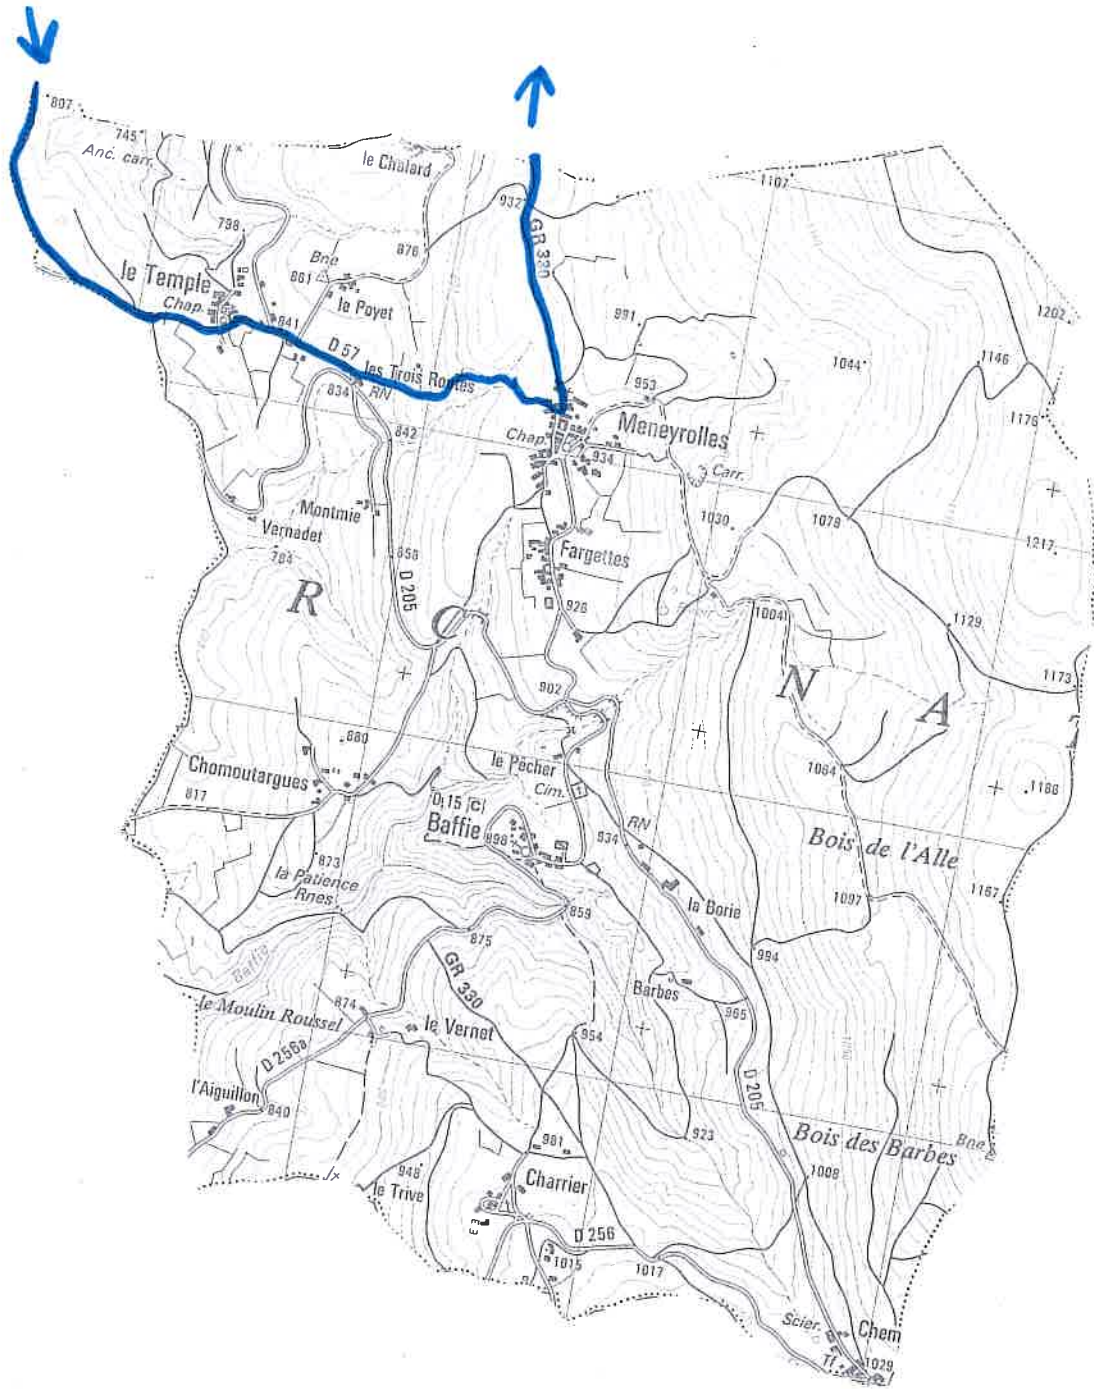 807
745
Anc. carr.
le Chalard
1107
932
798
GR 330
876
Bne
le Temple
861
1202
Chap.
le Poyet
991
841
D 57
1146
les Trois Routes
1044
834
RN
953
1176
842
Meneyrolles
Chap.
934
Carr.
Montmie
1030
1079
Vernadet
1217
784
858
Fargettes
D 205
R
C
926
1004
1129
N
A
902
1173
880
le Pêcher
1064
Chomoutargues
Cim.
1188
817
D 15 C
Baffie
RN
898
934
Bois de l'Alle
873
la Patience
Rnes
1167
1097
859
la Borie
875
994
Baffie
GR 330
Barbes
le Moulin Roussel
874
le Vernet
965
954
D 256a
D 205
l'Aiguillon
840
923
Bois des Barbes
Bne
981
948
1008
le Trive
Charrier
D 256
1015
1017
Scier.
Chem
1029